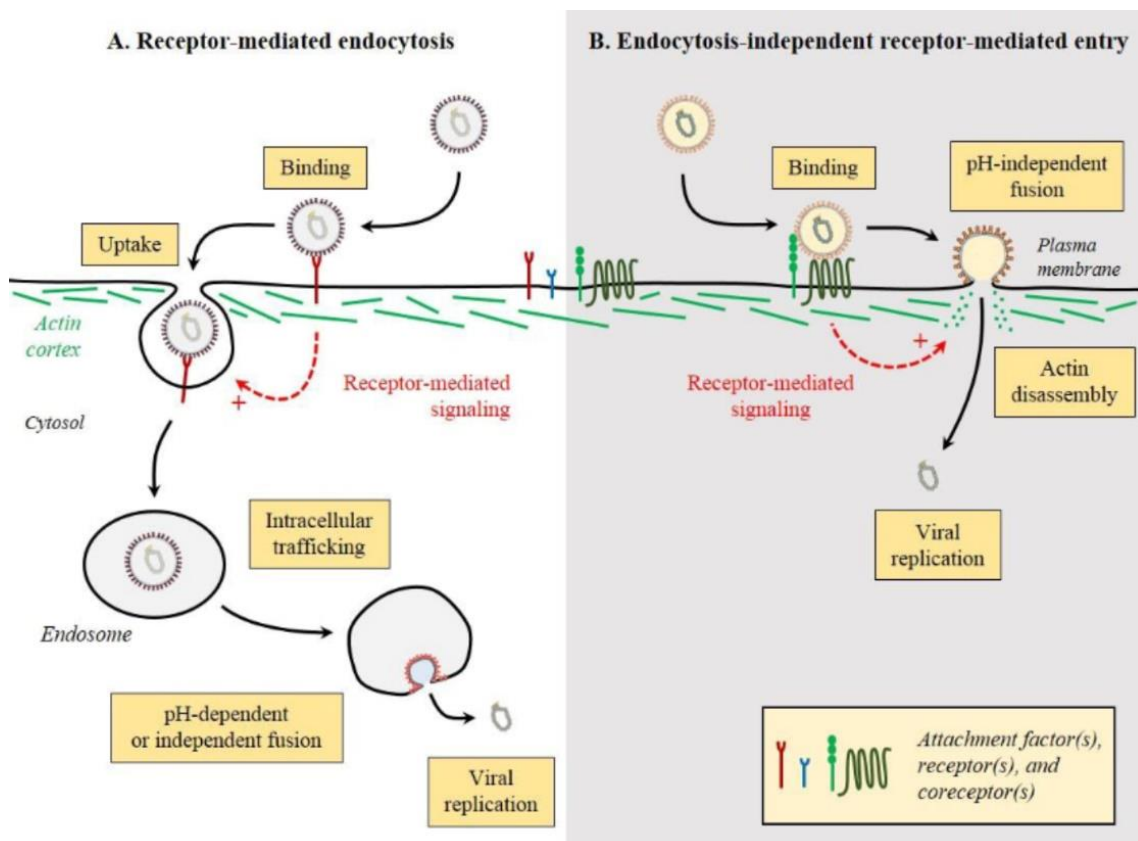 A. Receptor-mediated endocytosis
Binding
Uptake
Actin
cortex
Cytosol
+
Receptor-mediated
signaling
Intracellular
trafficking
Endosome
pH-dependent
or independent fusion
Viral
replication
B. Endocytosis-independent receptor-mediated entry
Binding
pH-independent
fusion
Plasma
membrane
+
Receptor-mediated
signaling
Actin
disassembly
Viral
replication
Attachment factor(s),
receptor(s), and
coreceptor(s)